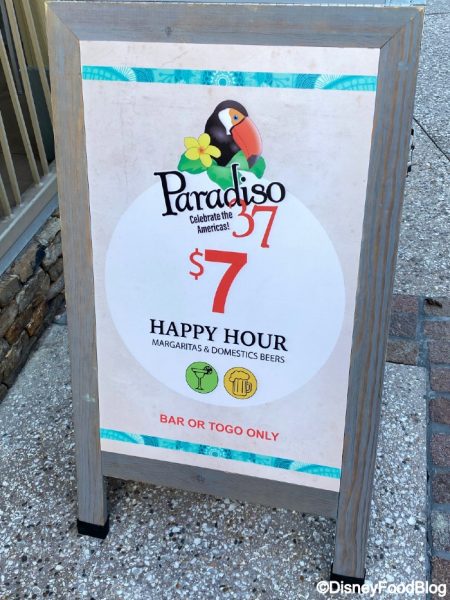 Paradiso
37
Celebrate the
Americas!
$7
HAPPY HOUR
MARGARITAS & DOMESTICS BEERS
BAR OR TOGO ONLY
©DisneyFoodBlog